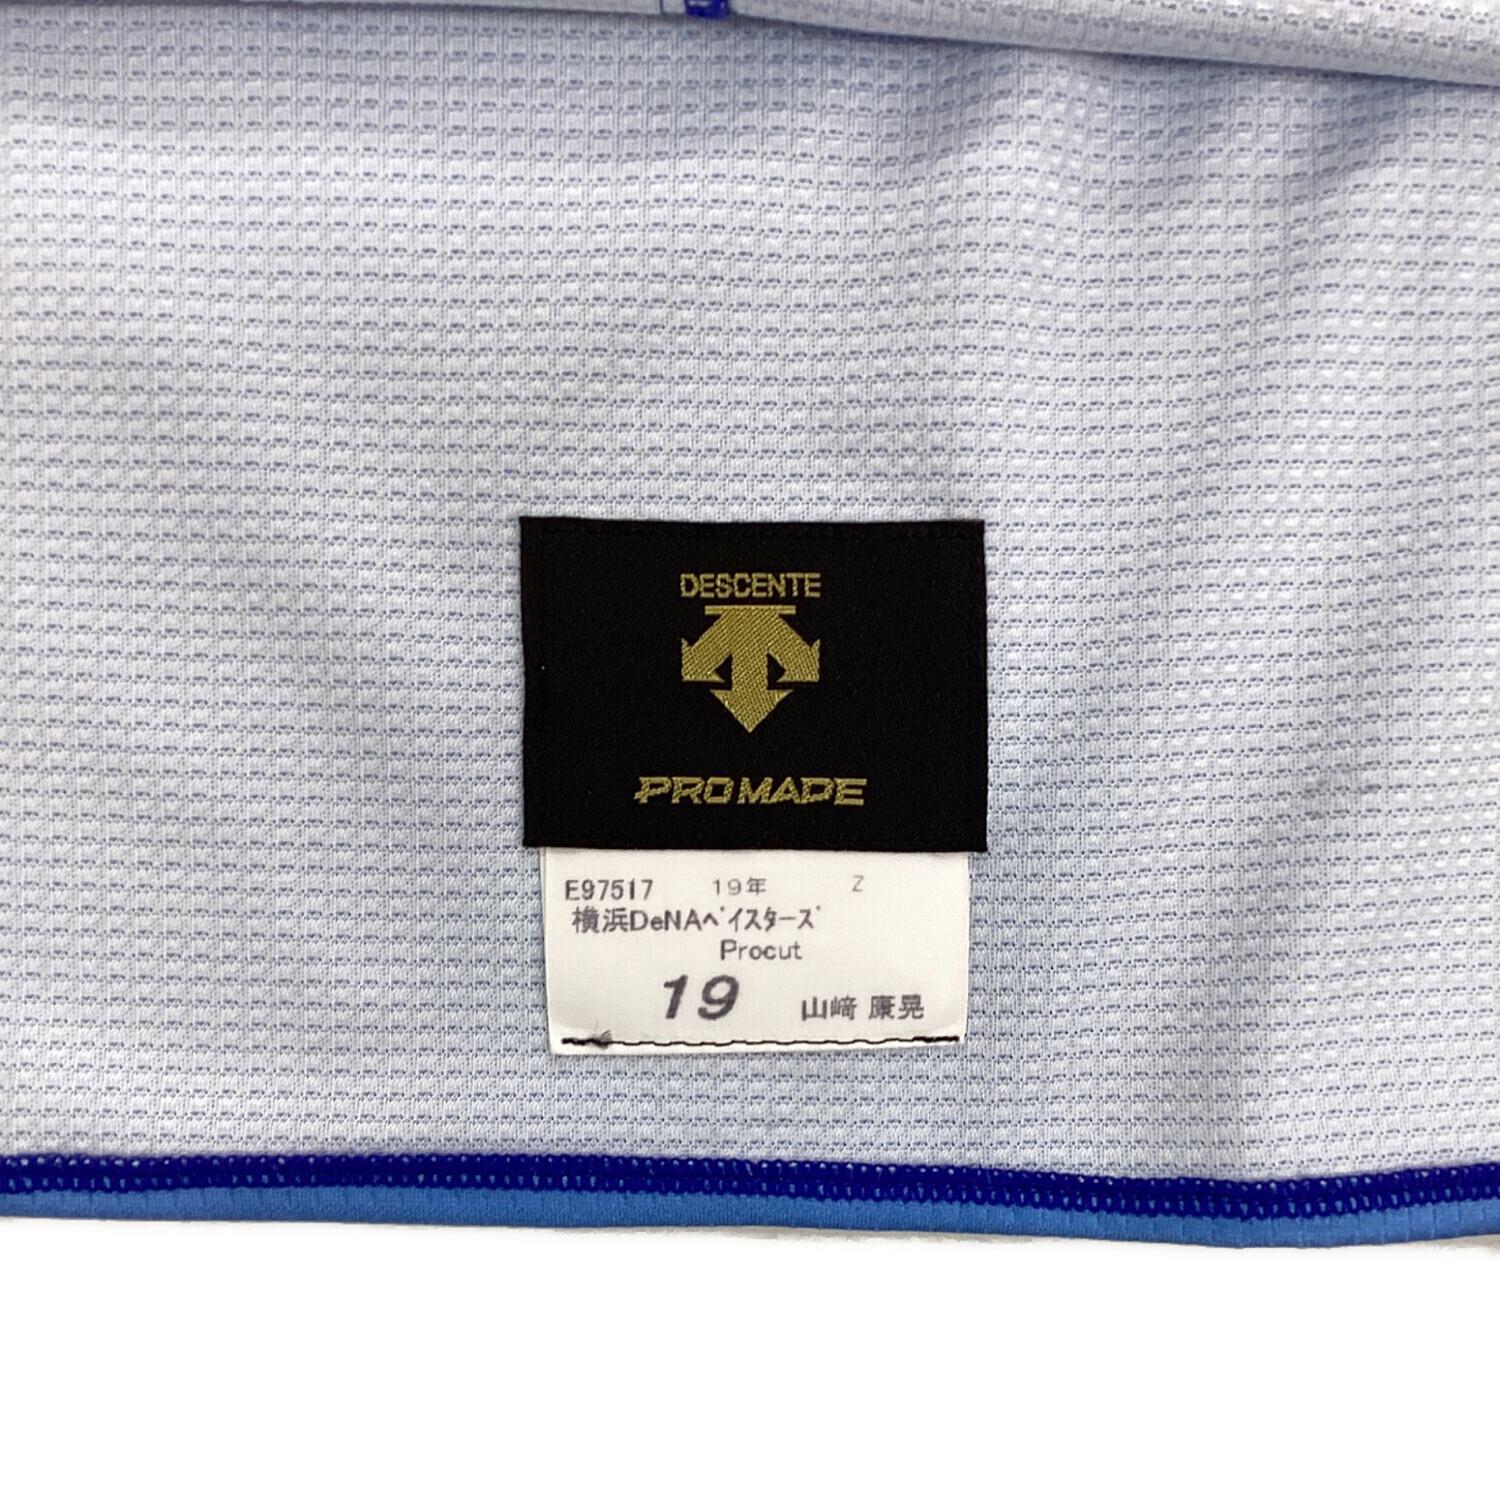 DESCENTE
PROMADE
E97517 19年 Z
横浜DeNAベイスターズ
Procut
19 山﨑 康晃